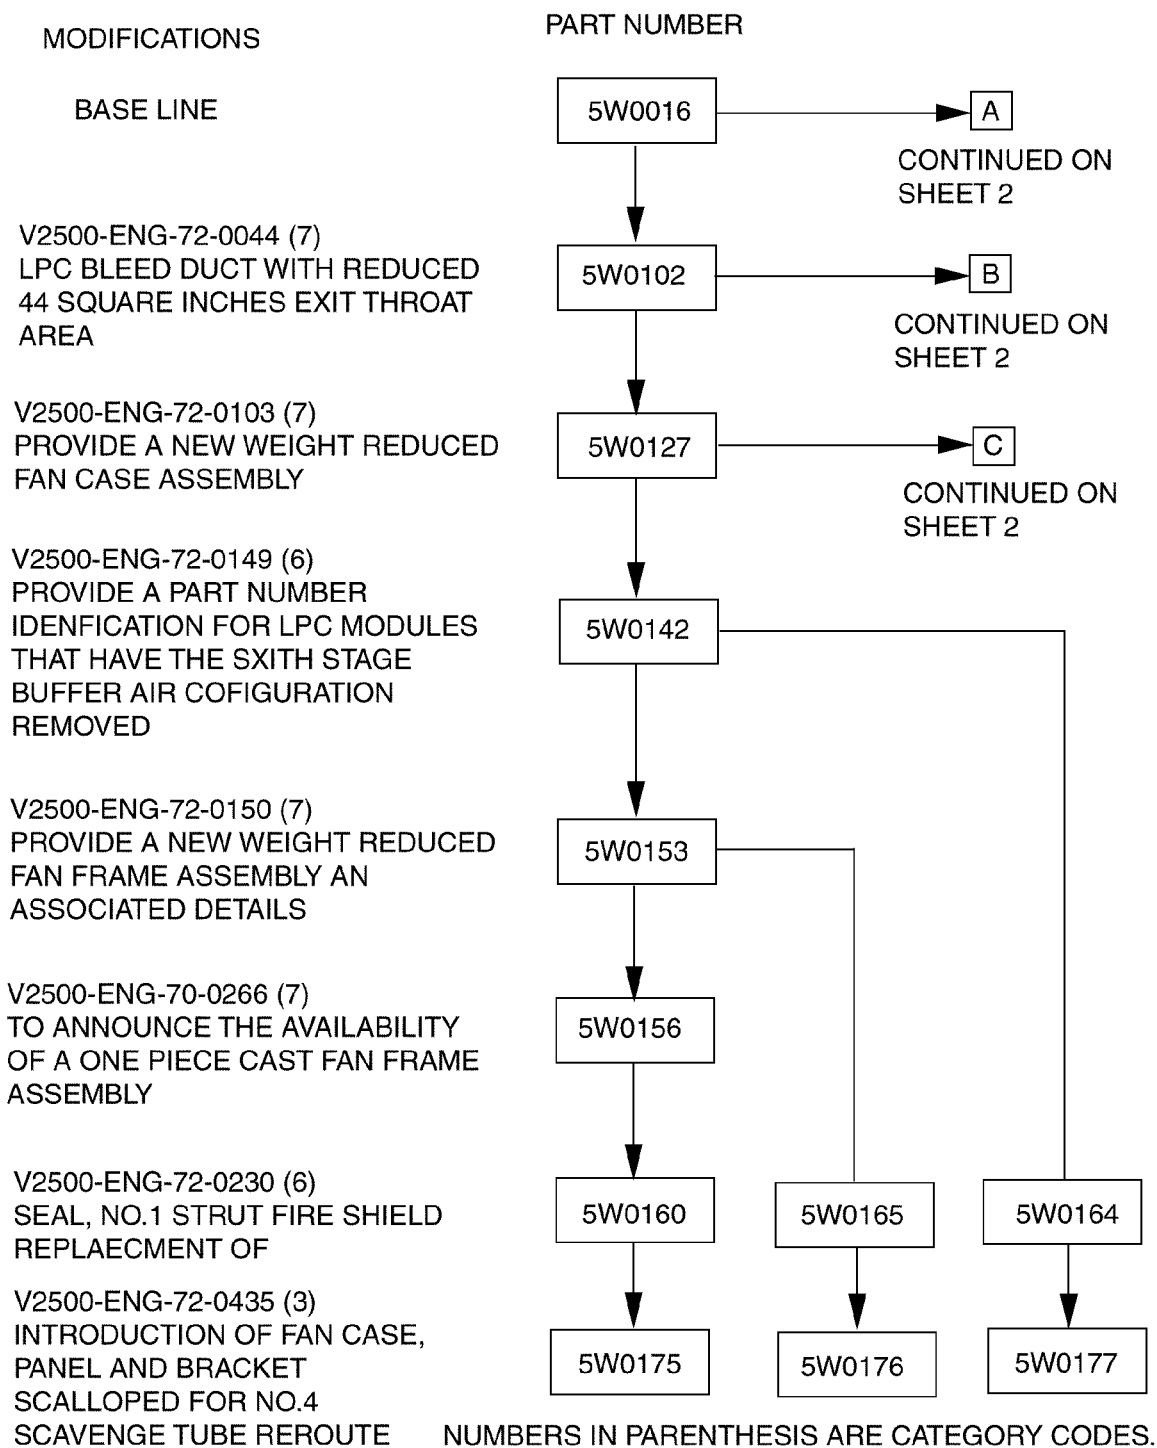 MODIFICATIONS
PART NUMBER
BASE LINE
5W0016
A
CONTINUED ON
SHEET 2
V2500-ENG-72-0044 (7)
LPC BLEED DUCT WITH REDUCED
44 SQUARE INCHES EXIT THROAT
AREA
5W0102
B
CONTINUED ON
SHEET 2
V2500-ENG-72-0103 (7)
PROVIDE A NEW WEIGHT REDUCED
FAN CASE ASSEMBLY
5W0127
C
CONTINUED ON
SHEET 2
V2500-ENG-72-0149 (6)
PROVIDE A PART NUMBER
IDENFICATION FOR LPC MODULES
THAT HAVE THE SXITH STAGE
BUFFER AIR COFIGURATION
REMOVED
5W0142
V2500-ENG-72-0150 (7)
PROVIDE A NEW WEIGHT REDUCED
FAN FRAME ASSEMBLY AN
ASSOCIATED DETAILS
5W0153
V2500-ENG-70-0266 (7)
TO ANNOUNCE THE AVAILABILITY
OF A ONE PIECE CAST FAN FRAME
ASSEMBLY
5W0156
V2500-ENG-72-0230 (6)
SEAL, NO.1 STRUT FIRE SHIELD
REPLAECMENT OF
5W0160
5W0165
5W0164
V2500-ENG-72-0435 (3)
INTRODUCTION OF FAN CASE,
PANEL AND BRACKET
SCALLOPED FOR NO.4
SCAVENGE TUBE REROUTE
5W0175
5W0176
5W0177
NUMBERS IN PARENTHESIS ARE CATEGORY CODES.